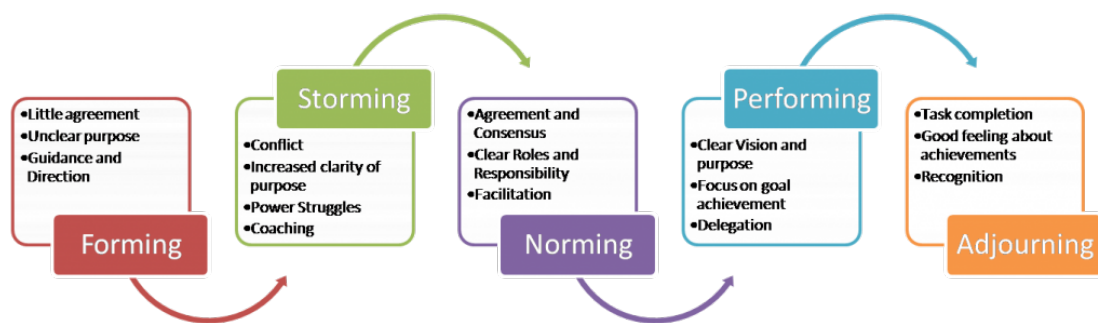 •Little agreement
•Unclear purpose
•Guidance and
Direction
Forming
Storming
•Conflict
•Increased clarity of
purpose
•Power Struggles
•Coaching
•Agreement and
Consensus
•Clear Roles and
Responsibility
•Facilitation
Norming
Performing
•Clear Vision and
purpose
•Focus on goal
achievement
•Delegation
•Task completion
•Good feeling about
achievements
•Recognition
Adjourning